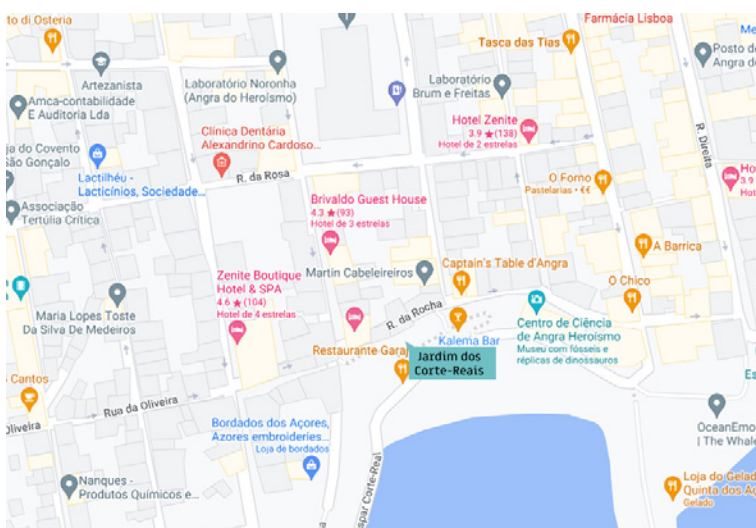 to di Osteria
Farmácia Lisboa
Tasca das Tias
Artezanista
Laboratório Noronha
(Angra do Heroísmo)
Laboratório
Brum e Freitas
Posto de
Angra do
Amca-contabilidade
E Auditoria Lda
Hotel Zenite
3.9 ★ (138)
Hotel de 2 estrelas
Clínica Dentária
Alexandrino Cardoso...
R. Direita
ja do Covento
São Gonçalo
Lactilhéu -
Lacticínios, Sociedade...
R. da Rosa
O Forno
Pastelarias • €€
3.9
Associação
Tertúlia Crítica
Brivaldo Guest House
4.3 ★ (93)
Hotel de 3 estrelas
A Barrica
Captain's Table d'Angra
Martin Cabeleireiros
Zenite Boutique
Hotel & SPA
4.6 ★ (104)
Hotel de 4 estrelas
O Chico
Maria Lopes Toste
Da Silva De Medeiros
R. da Rocha
Centro de Ciência
de Angra Heroísmo
Museu com fósseis e
réplicas de dinossauros
Kalema Bar
Restaurante Garaj
Jardim dos
Corte-Reais
Cantos
Rua da Oliveira
Oliveira
Bordados dos Açores,
Azores embroideries...
Loja de bordados
OceanEmo
| The Whale
Nanques -
Produtos Químicos e...
spar Corte-Real
Loja do Gelad
Quinta dos Aç
Gelado